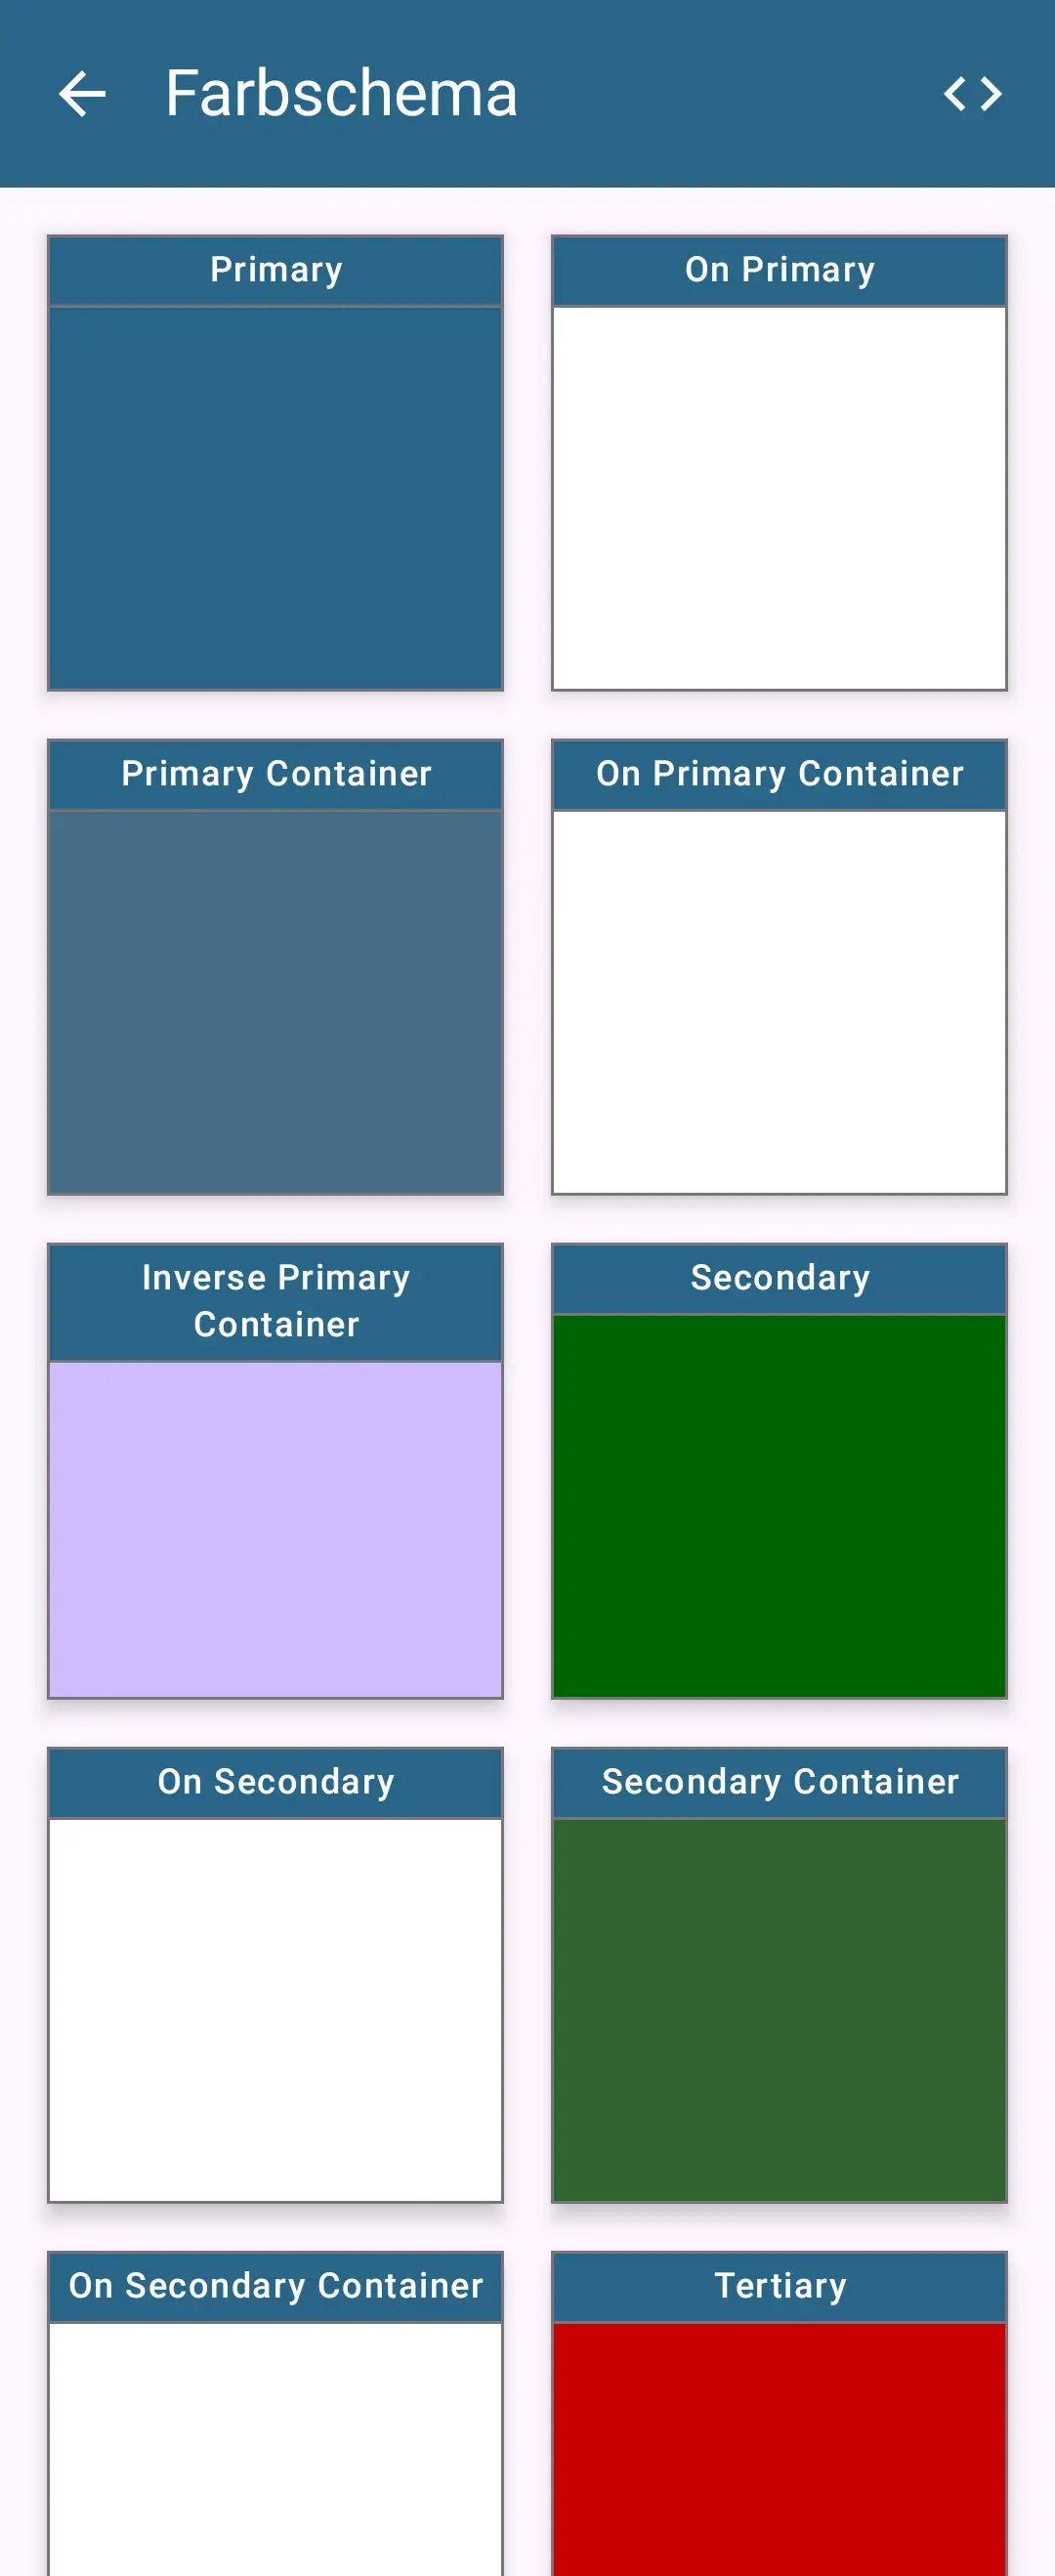 Farbschema
Primary
On Primary
Primary Container
On Primary Container
Inverse Primary
Container
Secondary
On Secondary
Secondary Container
On Secondary Container
Tertiary